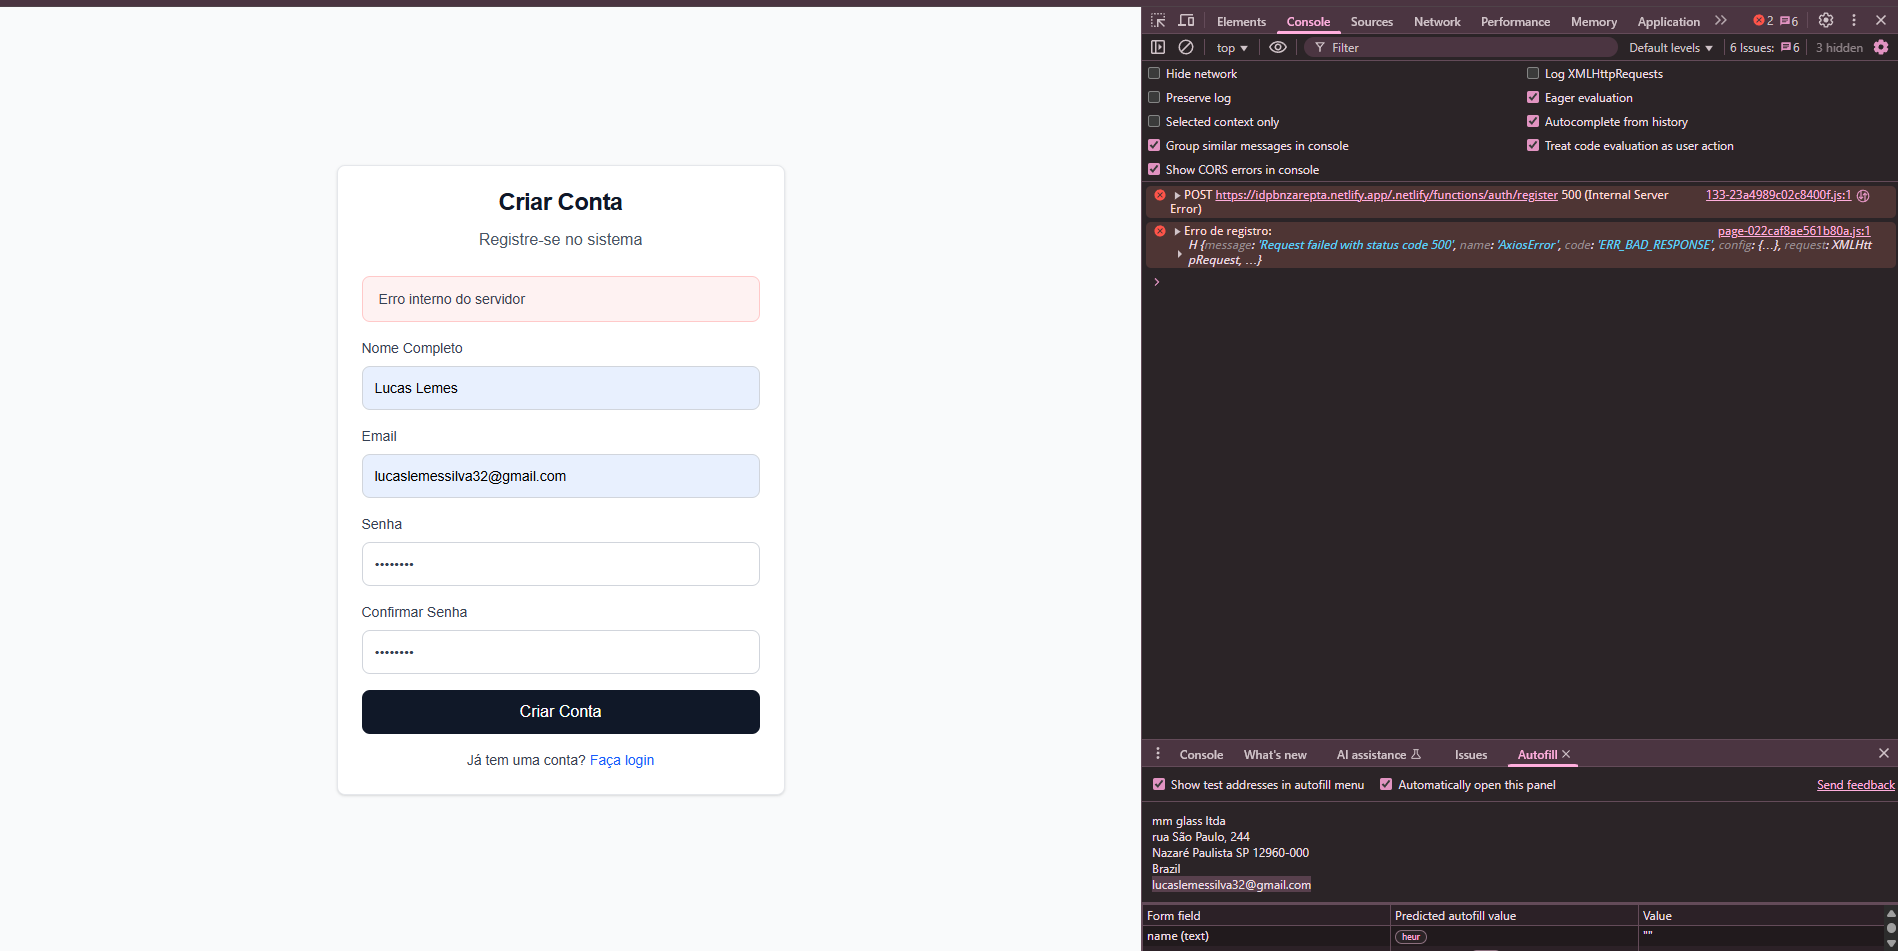 Criar Conta
Registre-se no sistema
Erro interno do servidor
Nome Completo
Lucas Lemes
Email
lucaslemessilva32@gmail.com
Senha
••••••••
Confirmar Senha
••••••••
Criar Conta
Já tem uma conta? Faça login
Elements Console Sources Network Performance Memory Application 2 6
top Filter Default levels 6 Issues: 6 3 hidden
Hide network Log XMLHttpRequests
Preserve log Eager evaluation
Selected context only Autocomplete from history
Group similar messages in console Treat code evaluation as user action
Show CORS errors in console
POST https://idpbnzarepta.netlify.app/.netlify/functions/auth/register 500 (Internal Server 133-23a4989c02c8400f.js:1
Error)
Erro de registro: page-022caf8ae561b80a.js:1
H {message: 'Request failed with status code 500', name: 'AxiosError', code: 'ERR_BAD_RESPONSE', config: {…}, request: XMLHtt
pRequest, …}
Console What's new AI assistance Issues Autofill
Show test addresses in autofill menu Automatically open this panel Send feedback
mm glass ltda
rua São Paulo, 244
Nazaré Paulista SP 12960-000
Brazil
lucaslemessilva32@gmail.com
Form field Predicted autofill value Value
name (text) heur ""